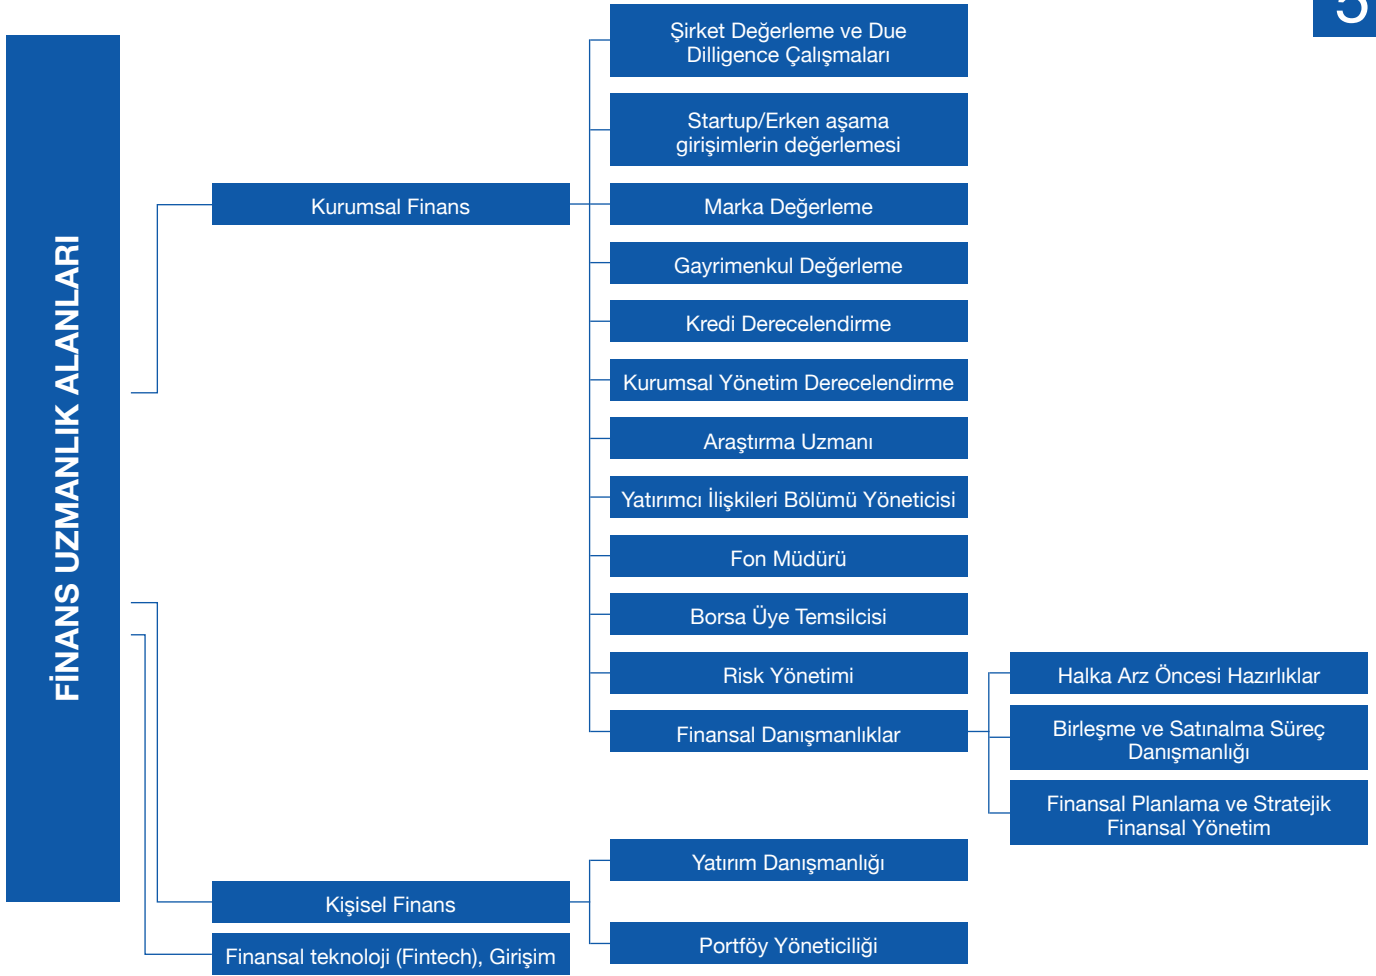 5
FİNANS UZMANLIK ALANLARI
Kurumsal Finans
Şirket Değerleme ve Due
Dilligence Çalışmaları
Startup/Erken aşama
girişimlerin değerlemesi
Marka Değerleme
Gayrimenkul Değerleme
Kredi Derecelendirme
Kurumsal Yönetim Derecelendirme
Araştırma Uzmanı
Yatırımcı İlişkileri Bölümü Yöneticisi
Fon Müdürü
Borsa Üye Temsilcisi
Risk Yönetimi
Finansal Danışmanlıklar
Halka Arz Öncesi Hazırlıklar
Birleşme ve Satınalma Süreç
Danışmanlığı
Finansal Planlama ve Stratejik
Finansal Yönetim
Kişisel Finans
Yatırım Danışmanlığı
Portföy Yöneticiliği
Finansal teknoloji (Fintech), Girişim